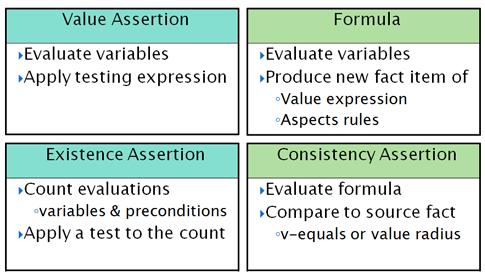 Value Assertion
▸Evaluate variables
▸Apply testing expression
Formula
▸Evaluate variables
▸Produce new fact item of
◦Value expression
◦Aspects rules
Existence Assertion
▸Count evaluations
◦variables & preconditions
▸Apply a test to the count
Consistency Assertion
▸Evaluate formula
▸Compare to source fact
◦v-equals or value radius